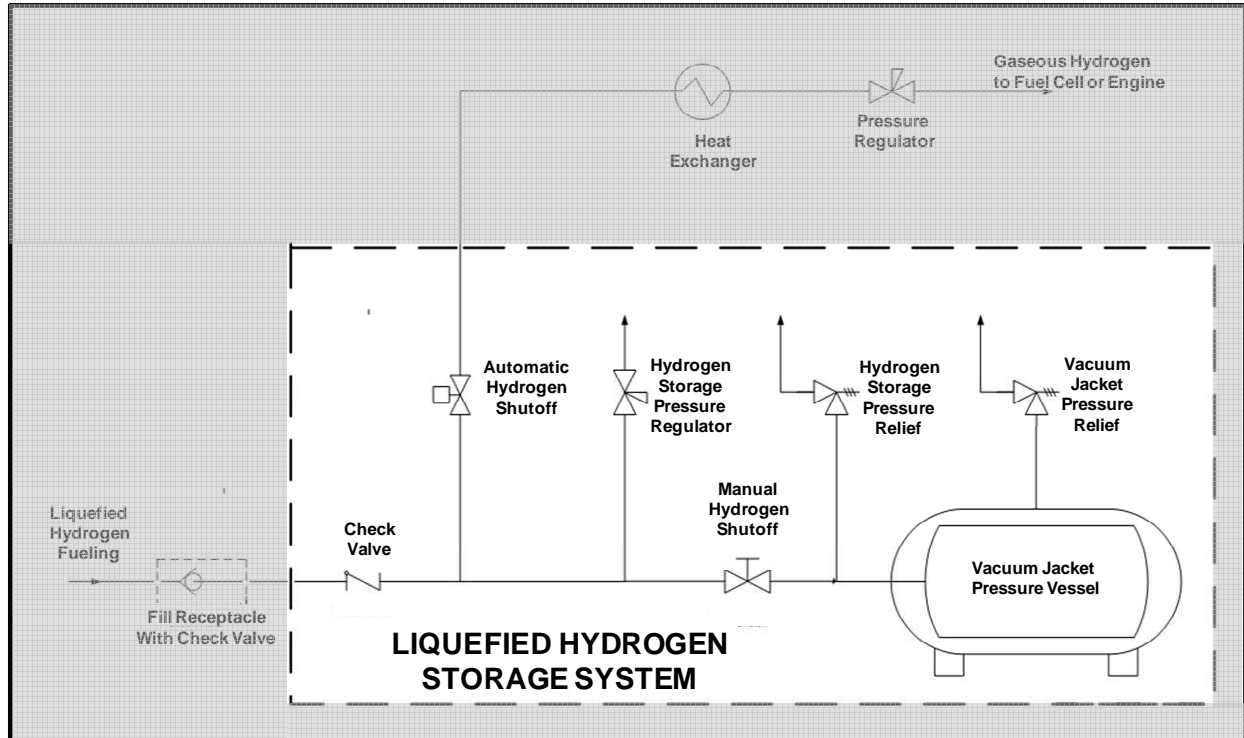 Gaseous Hydrogen
to Fuel Cell or Engine
Heat
Exchanger
Pressure
Regulator
Automatic
Hydrogen
Shutoff
Hydrogen
Storage
Pressure
Regulator
Hydrogen
Storage
Pressure
Relief
Vacuum
Jacket
Pressure
Relief
Liquefied
Hydrogen
Fueling
Fill Receptacle
With Check Valve
Check
Valve
Manual
Hydrogen
Shutoff
Vacuum Jacket
Pressure Vessel
LIQUEFIED HYDROGEN
STORAGE SYSTEM